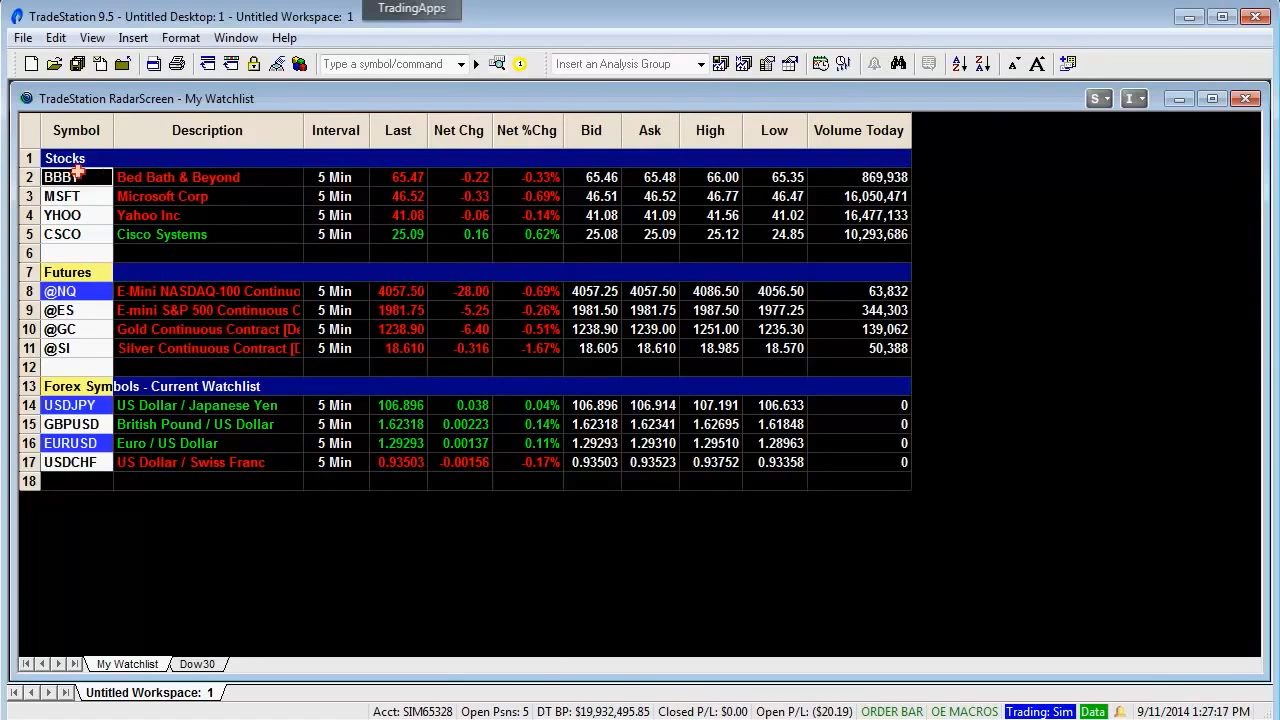 TradeStation 9.5 - Untitled Desktop: 1 - Untitled Workspace: 1
TradingApps
File Edit View Insert Format Window Help
Type a symbol/command
Insert an Analysis Group
TradeStation RadarScreen - My Watchlist
S I
Symbol Description Interval Last Net Chg Net %Chg Bid Ask High Low Volume Today
1 Stocks
2 BBBY Bed Bath & Beyond 5 Min 65.47 -0.22 -0.33% 65.46 65.48 66.00 65.35 869,938
3 MSFT Microsoft Corp 5 Min 46.52 -0.33 -0.69% 46.51 46.52 46.77 46.47 16,050,471
4 YHOO Yahoo Inc 5 Min 41.08 -0.06 -0.14% 41.08 41.09 41.56 41.02 16,477,133
5 CSCO Cisco Systems 5 Min 25.09 0.16 0.62% 25.08 25.09 25.12 24.85 10,293,686
6
7 Futures
8 @NQ E-Mini NASDAQ-100 Continuo 5 Min 4057.50 -28.00 -0.69% 4057.25 4057.50 4086.50 4056.50 63,832
9 @ES E-mini S&P 500 Continuous C 5 Min 1981.75 -5.25 -0.26% 1981.50 1981.75 1987.50 1977.25 344,303
10 @GC Gold Continuous Contract [De 5 Min 1238.90 -6.40 -0.51% 1238.90 1239.00 1251.00 1235.30 139,062
11 @SI Silver Continuous Contract [D 5 Min 18.610 -0.316 -1.67% 18.605 18.610 18.985 18.570 50,388
12
13 Forex Symbols - Current Watchlist
14 USDJPY US Dollar / Japanese Yen 5 Min 106.896 0.038 0.04% 106.896 106.914 107.191 106.633 0
15 GBPUSD British Pound / US Dollar 5 Min 1.62318 0.00223 0.14% 1.62318 1.62341 1.62695 1.61848 0
16 EURUSD Euro / US Dollar 5 Min 1.29293 0.00137 0.11% 1.29293 1.29310 1.29510 1.28963 0
17 USDCHF US Dollar / Swiss Franc 5 Min 0.93503 -0.00156 -0.17% 0.93503 0.93523 0.93752 0.93358 0
18
My Watchlist Dow30
Untitled Workspace: 1
Acct: SIM65328 Open Psns: 5 DT BP: $19,932,495.85 Closed P/L: $0.00 Open P/L: ($20.19) ORDER BAR OE MACROS Trading: Sim Data 9/11/2014 1:27:17 PM